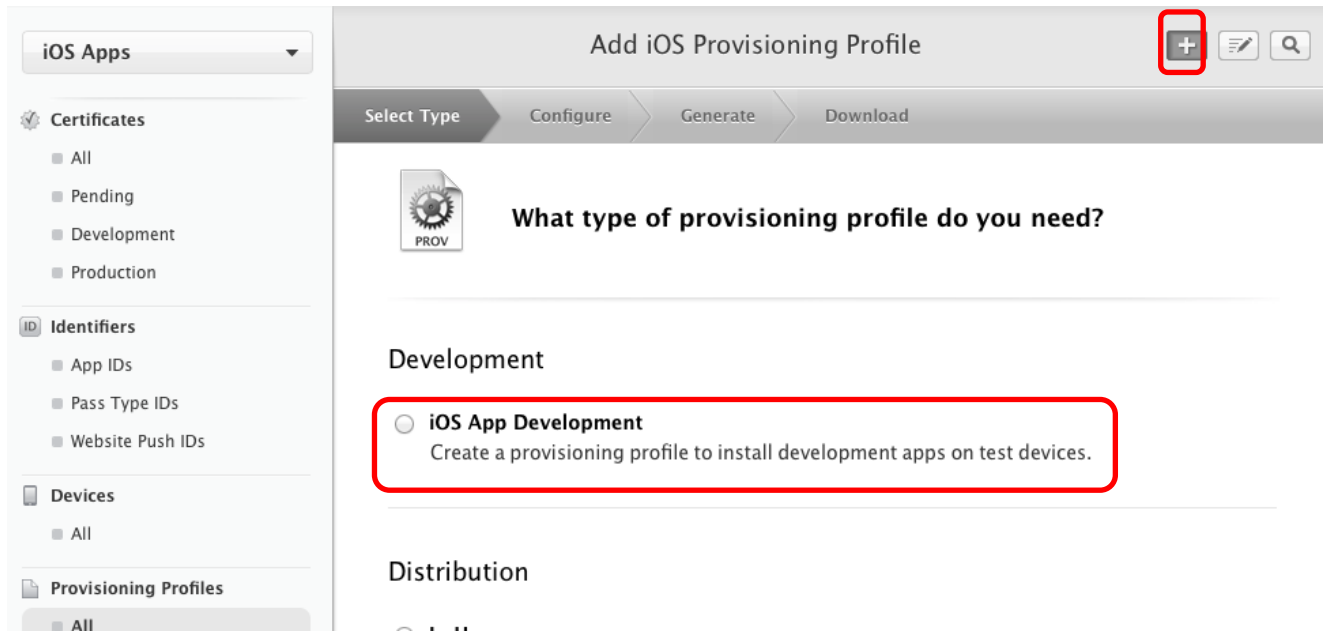 iOS Apps
Add iOS Provisioning Profile
Select Type
Configure
Generate
Download
Certificates
All
Pending
Development
Production
PROV
What type of provisioning profile do you need?
ID Identifiers
App IDs
Pass Type IDs
Website Push IDs
Development
iOS App Development
Create a provisioning profile to install development apps on test devices.
Devices
All
Distribution
Provisioning Profiles
All